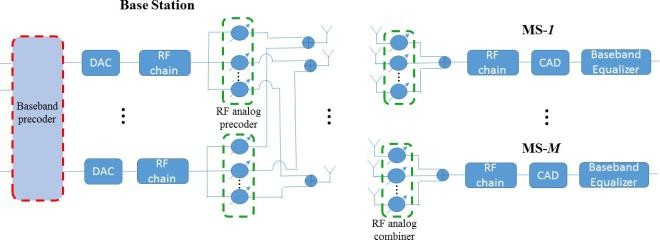 Base Station
MS-1
DAC
RF
chain
RF
chain
CAD
Baseband
Equalizer
Baseband
precoder
RF analog
precoder
MS-M
DAC
RF
chain
RF
chain
CAD
Baseband
Equalizer
RF analog
combiner